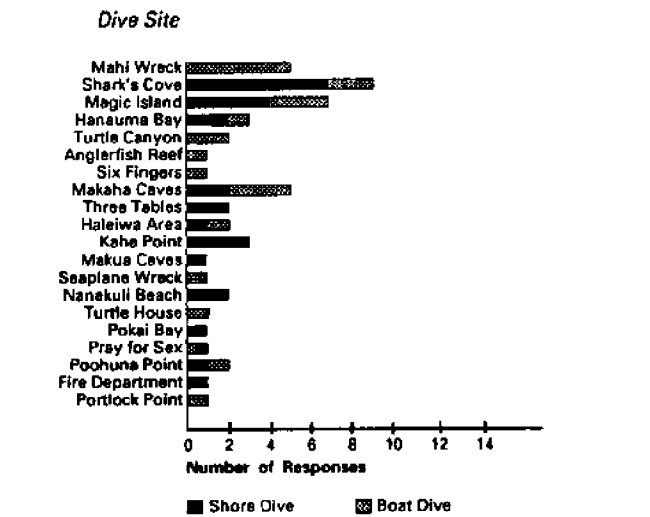 Dive Site
Mahi Wreck
Shark's Cove
Magic Island
Hanauma Bay
Turtle Canyon
Anglerfish Reef
Six Fingers
Makaha Caves
Three Tables
Haleiwa Area
Kahe Point
Makua Caves
Seaplane Wreck
Nanakuli Beach
Turtle House
Pokai Bay
Pray for Sex
Poohuna Point
Fire Department
Portlock Point
0 2 4 6 8 10 12 14
Number of Responses
Shore Dive Boat Dive